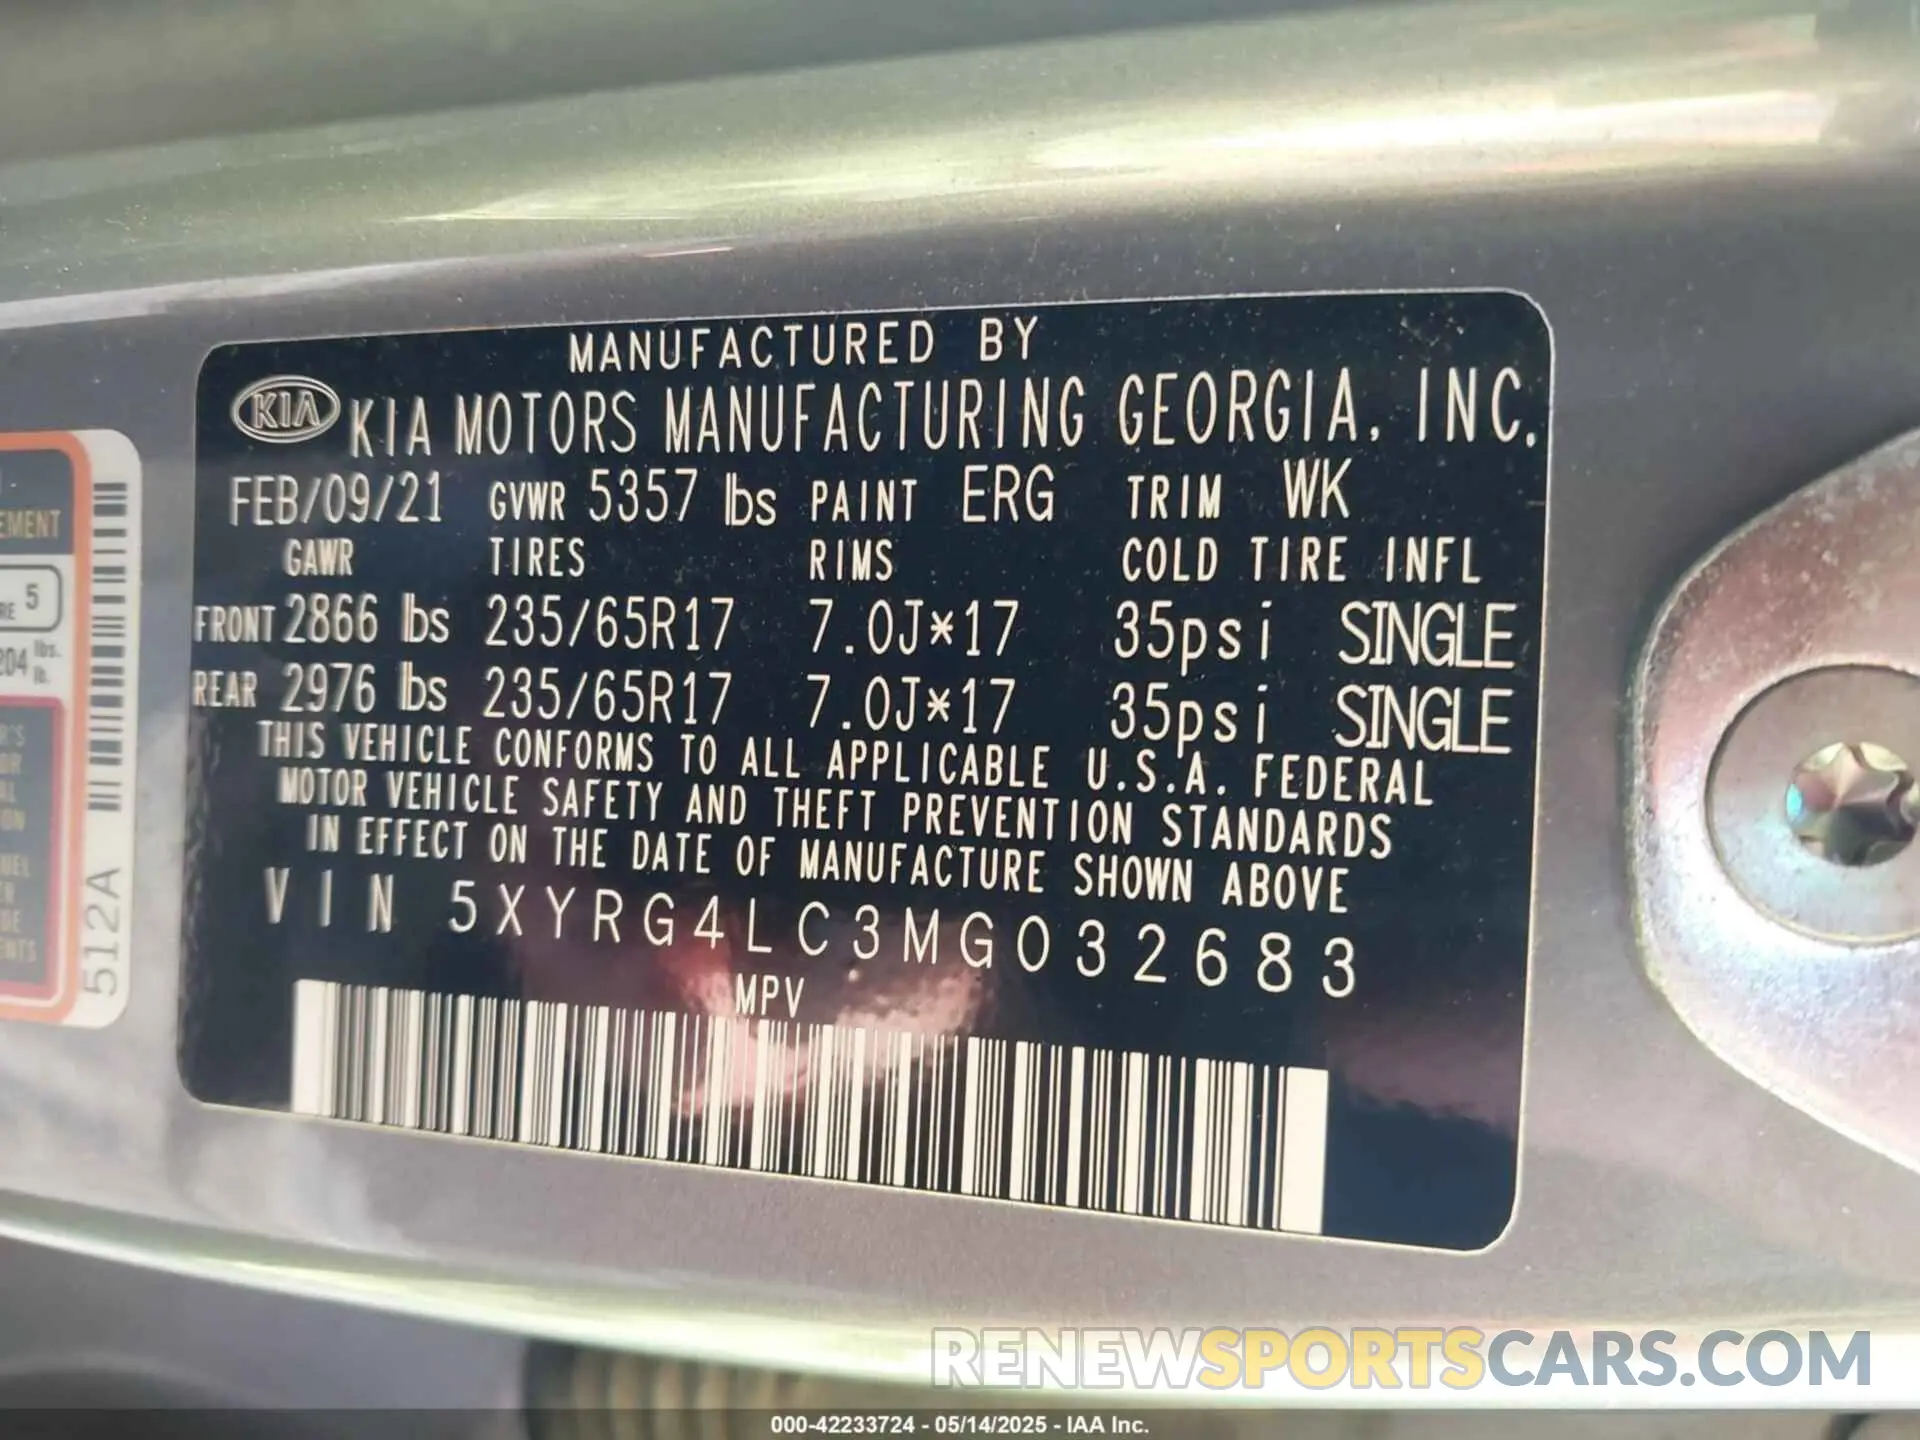 MANUFACTURED BY
KIA KIA MOTORS MANUFACTURING GEORGIA, INC.
FEB/09/21 GVWR 5357 lbs PAINT ERG TRIM WK
GAWR TIRES RIMS COLD TIRE INFL
FRONT 2866 lbs 235/65R17 7.0J*17 35psi SINGLE
REAR 2976 lbs 235/65R17 7.0J*17 35psi SINGLE
THIS VEHICLE CONFORMS TO ALL APPLICABLE U.S.A. FEDERAL
MOTOR VEHICLE SAFETY AND THEFT PREVENTION STANDARDS
IN EFFECT ON THE DATE OF MANUFACTURE SHOWN ABOVE
VIN 5XYRG4LC3MG032683
MPV
5
204 lbs.
lb.
512A
RENEWSPORTSCARS.COM
000-42233724 - 05/14/2025 - IAA Inc.